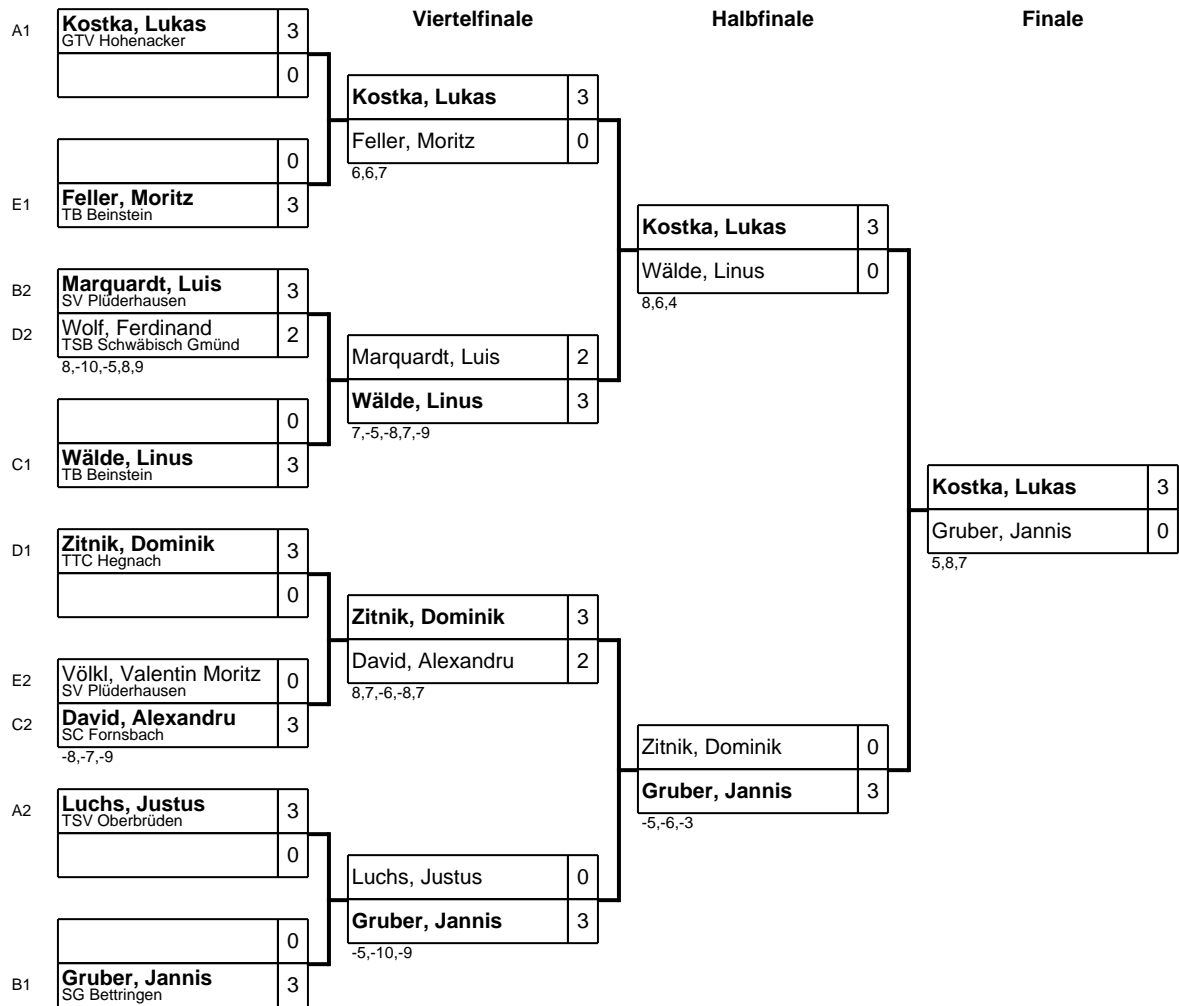 Viertelfinale
Halbfinale
Finale
A1
Kostka, Lukas
GTV Hohenacker
3
0
0
E1
Feller, Moritz
TB Beinstein
3
B2
Marquardt, Luis
SV Plüderhausen
3
D2
Wolf, Ferdinand
TSB Schwäbisch Gmünd
2
8,-10,-5,8,9
0
C1
Wälde, Linus
TB Beinstein
3
D1
Zitnik, Dominik
TTC Hegnach
3
0
E2
Völkl, Valentin Moritz
SV Plüderhausen
0
C2
David, Alexandru
SC Fornsbach
3
-8,-7,-9
A2
Luchs, Justus
TSV Oberbrüden
3
0
0
B1
Gruber, Jannis
SG Bettringen
3
Kostka, Lukas 3
Feller, Moritz 0
6,6,7
Marquardt, Luis 2
Wälde, Linus 3
7,-5,-8,7,-9
Zitnik, Dominik 3
David, Alexandru 2
8,7,-6,-8,7
Luchs, Justus 0
Gruber, Jannis 3
-5,-10,-9
Kostka, Lukas 3
Wälde, Linus 0
8,6,4
Zitnik, Dominik 0
Gruber, Jannis 3
-5,-6,-3
Kostka, Lukas 3
Gruber, Jannis 0
5,8,7